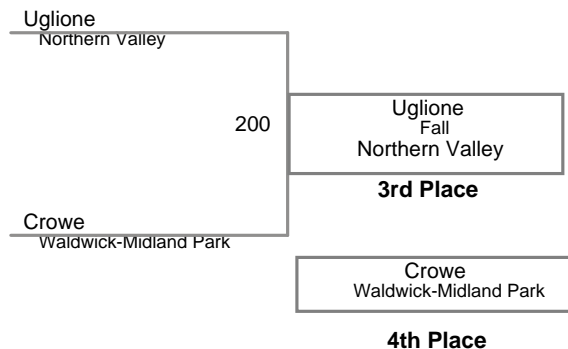 Uglione
Northern Valley
200
Uglione
Fall
Northern Valley
3rd Place
Crowe
Waldwick-Midland Park
Crowe
Waldwick-Midland Park
4th Place